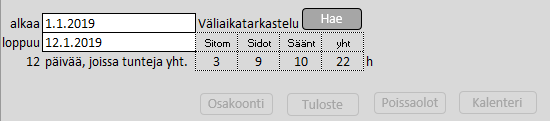 alkaa 1.1.2019 Väliaikatarkastelu Hae
loppuu 12.1.2019 Sitom Sidot Säänt yht
12 päivää, joissa tunteja yht. 3 9 10 22 h
Osakoonti Tuloste Poissaolot Kalenteri